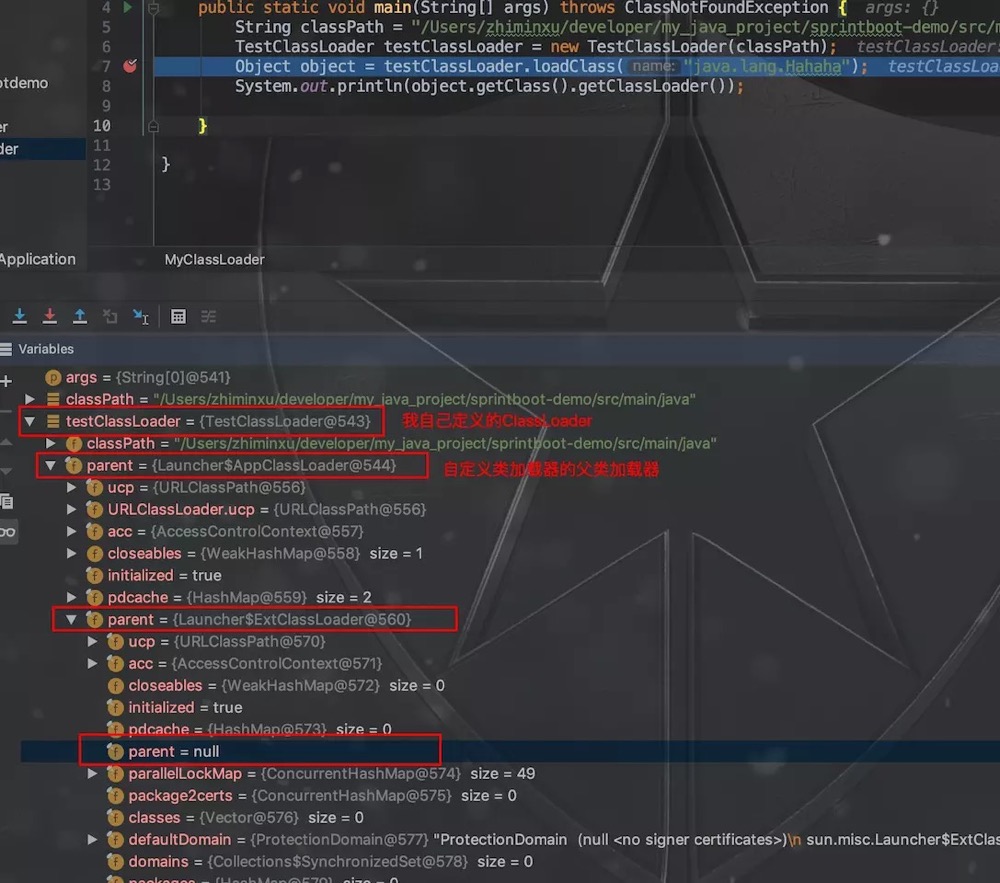 4 public static void main(String[] args) throws ClassNotFoundException { args: {}
5 String classPath = "/Users/zhiminxu/developer/my_java_project/sprintboot-demo/src/
6 TestClassLoader testClassLoader = new TestClassLoader(classPath); testClassLoader
7 Object object = testClassLoader.loadClass( name: "java.lang.Hahaha"); testClassLoa
otdemo
8 System.out.println(object.getClass().getClassLoader());
9
er
10 }
der
11
12 }
13
Application
MyClassLoader
Variables
args = {String[0]@541}
classPath = "/Users/zhiminxu/developer/my_java_project/sprintboot-demo/src/main/java"
testClassLoader = {TestClassLoader@543} 我自己定义的ClassLoader
classPath = "/Users/zhiminxu/developer/my_java_project/sprintboot-demo/src/main/java"
parent = {Launcher$AppClassLoader@544} 自定义类加载器的父类加载器
ucp = {URLClassPath@556}
URLClassLoader.ucp = {URLClassPath@556}
acc = {AccessControlContext@557}
closeables = {WeakHashMap@558} size = 1
initialized = true
pdcache = {HashMap@559} size = 2
parent = {Launcher$ExtClassLoader@560}
ucp = {URLClassPath@570}
acc = {AccessControlContext@571}
closeables = {WeakHashMap@572} size = 0
initialized = true
pdcache = {HashMap@573} size = 0
parent = null
parallelLockMap = {ConcurrentHashMap@574} size = 49
package2certs = {ConcurrentHashMap@575} size = 0
classes = {Vector@576} size = 0
defaultDomain = {ProtectionDomain@577} "ProtectionDomain (null <no signer certificates>)\n sun.misc.Launcher$ExtClas
domains = {Collections$SynchronizedSet@578} size = 0
packages = {HashMap@579} size = 0